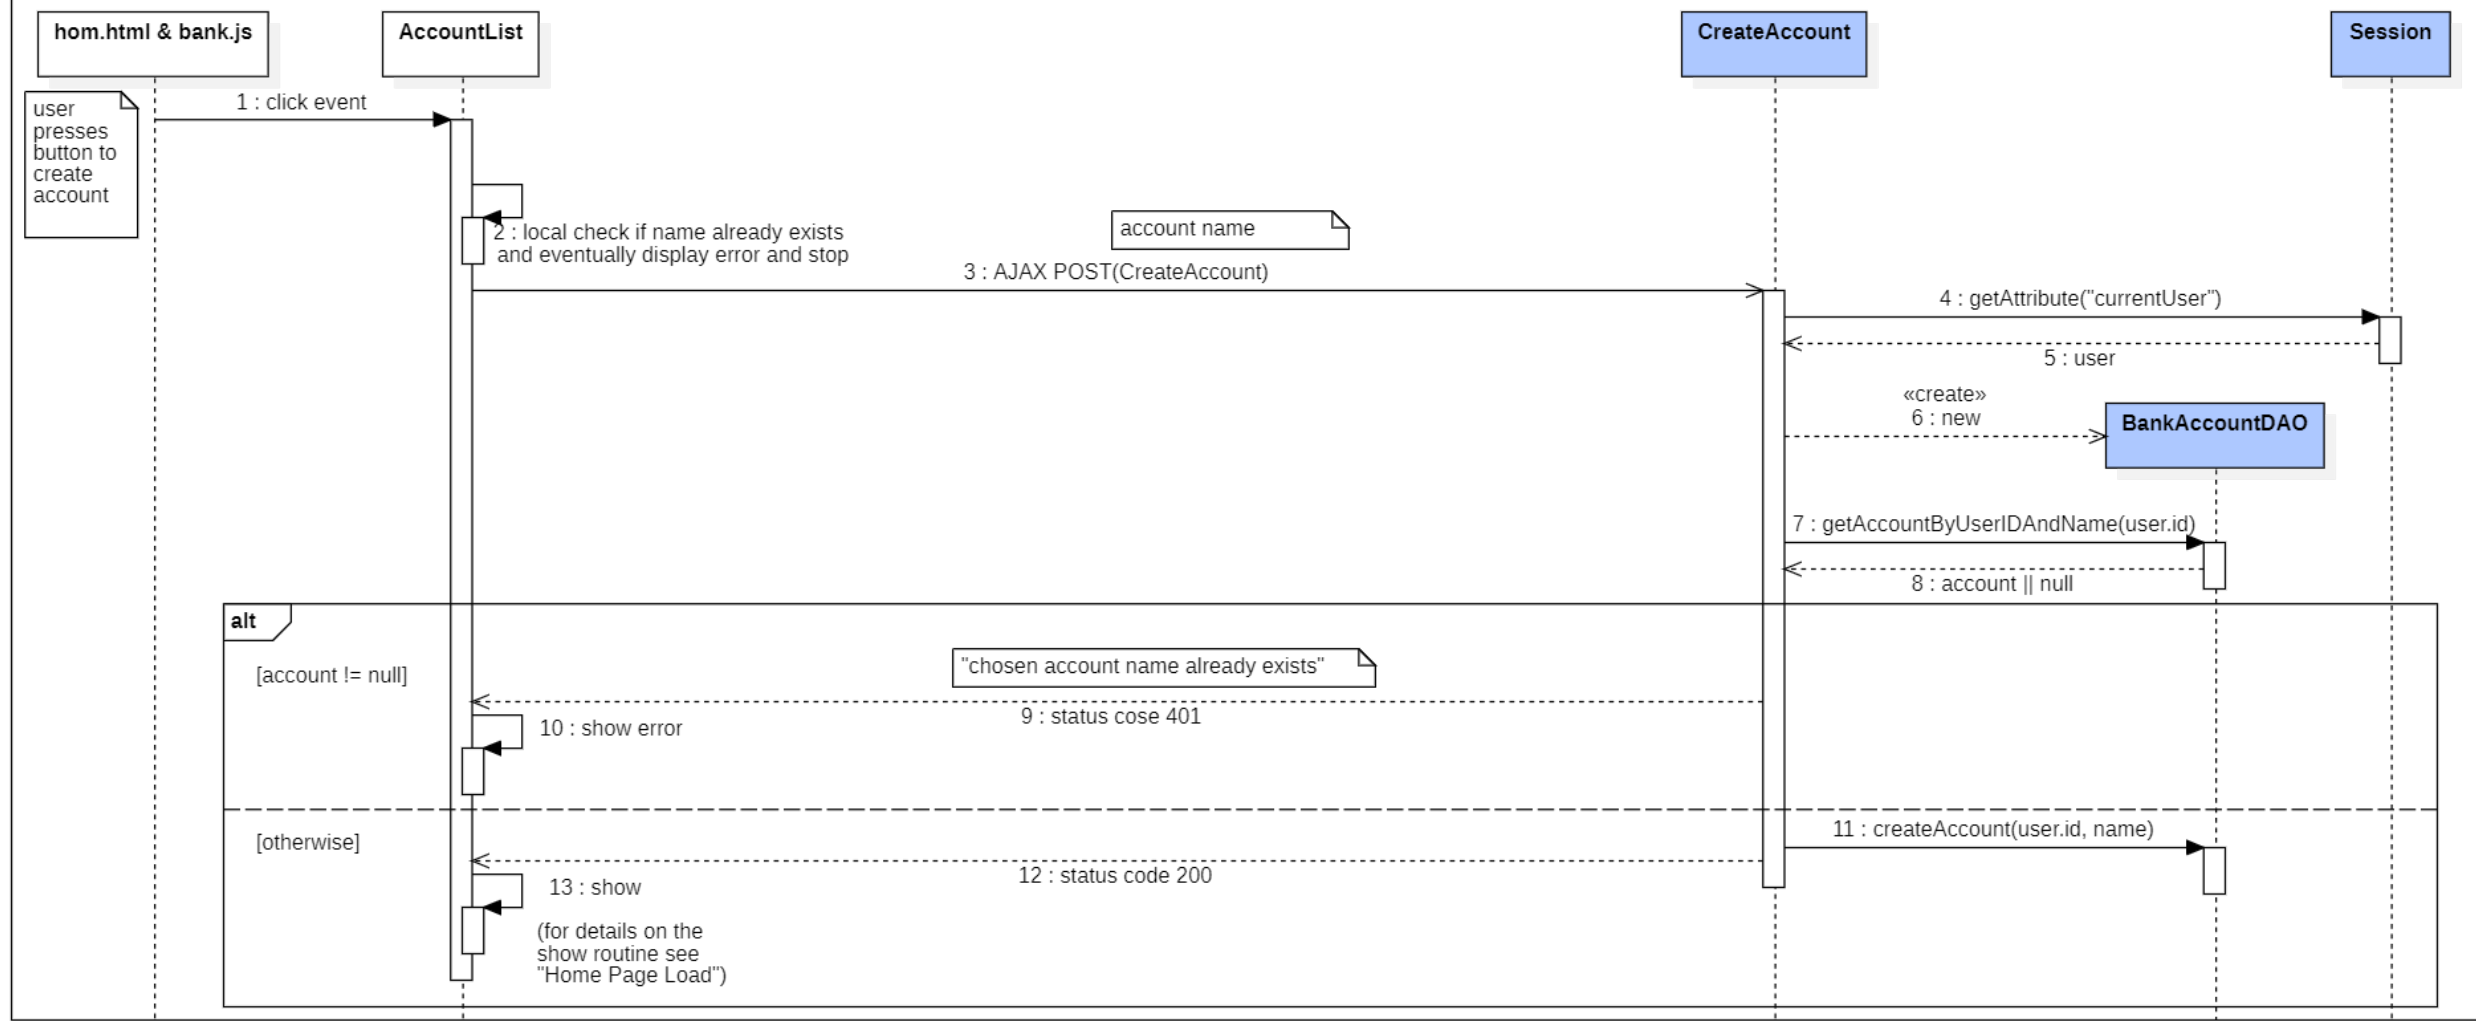 hom.html & bank.js
AccountList
CreateAccount
Session
user
presses
button to
create
account
1 : click event
2 : local check if name already exists
and eventually display error and stop
account name
3 : AJAX POST(CreateAccount)
4 : getAttribute("currentUser")
5 : user
«create»
6 : new
BankAccountDAO
7 : getAccountByUserIDAndName(user.id)
8 : account || null
alt
[account != null]
"chosen account name already exists"
9 : status cose 401
10 : show error
[otherwise]
11 : createAccount(user.id, name)
12 : status code 200
13 : show
(for details on the
show routine see
"Home Page Load")